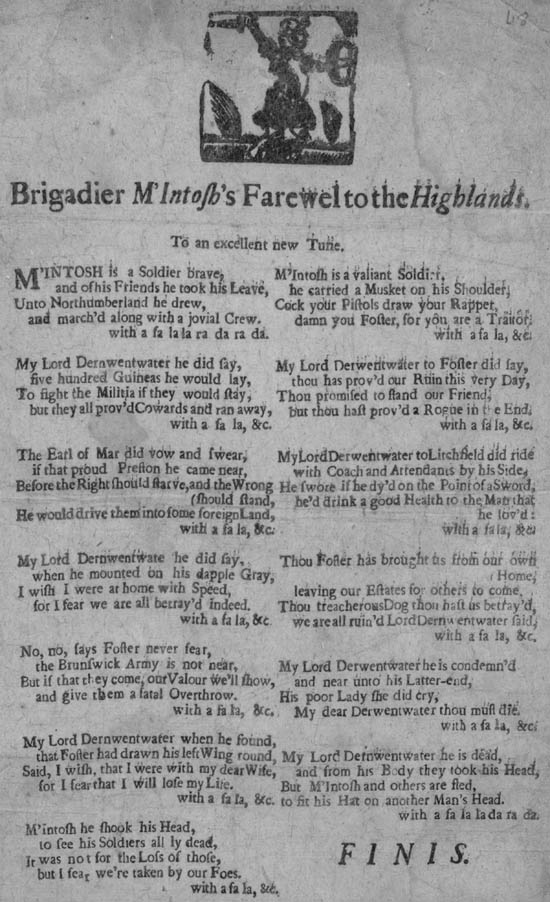 48
Brigadier M'Intosh's Farewel to the Highlands.
To an excellent new Tune.
M'INTOSH is a Soldier brave,
and of his Friends he took his Leave,
Unto Northumberland he drew,
and march'd along with a jovial Crew.
with a fa la la ra da ra da.
My Lord Dernwentwater he did say,
five hundred Guineas he would lay,
To fight the Militia if they would stay,
but they all prov'd Cowards and ran away,
with a fa la, &c.
The Earl of Mar did vow and swear,
if that proud Preston he came near,
Before the Right should starve, and the Wrong
(should stand,
He would drive them into some foreign Land,
with a fa la, &c.
My Lord Dernwentwate he did say,
when he mounted on his dapple Gray,
I wish I were at home with Speed,
for I fear we are all betray'd indeed.
with a fa la, &c.
No, no, says Foster never fear,
the Brunswick Army is not near,
But if that they come, our Valour we'll show,
and give them a fatal Overthrow.
with a fa la, &c.
My Lord Dernwentwater when he found,
that Foster had drawn his left Wing round,
Said, I wish, that I were with my dear Wife,
for I fear that I will lose my Life.
with a fa la, &c.
M'intosh he shook his Head,
to see his Soldiers all ly dead,
It was not for the Loss of those,
but I fear we're taken by our Foes.
with a fa la, &c.
M'Intosh is a valiant Soldier,
he carried a Musket on his Shoulder,
Cock your Pistols draw your Rapper,
damn you Foster, for you are a Traitor.
with a fa la, &c.
My Lord Derwentwater to Foster did say,
thou has prov'd our Ruin this very Day,
Thou promised to stand our Friend,
but thou hast prov'd a Rogue in the End.
with a fa la, &c.
My Lord Derwentwater to Litchfield did ride
with Coach and Attendants by his Side,
He swore if he dy'd on the Point of a Sword,
he'd drink a good Health to the Man that
he lov'd:
with a fa la, &c.
Thou Foster has brought us from our own
(Home,
leaving our Estates for others to come,
Thou treacherous Dog thou hast us betray'd,
we are all ruin'd Lord Dernwentwater said,
with a fa la, &c.
My Lord Derwentwater he is condemn'd
and near unto his Latter-end,
His poor Lady she did cry,
My dear Derwentwater thou must die.
with a fa la, &c.
My Lord Dernwentwater he is dead,
and from his Body they took his Head,
But M'Intosh and others are fled,
to fit his Hat on another Man's Head.
with a fa la la da ra da.
FINIS.